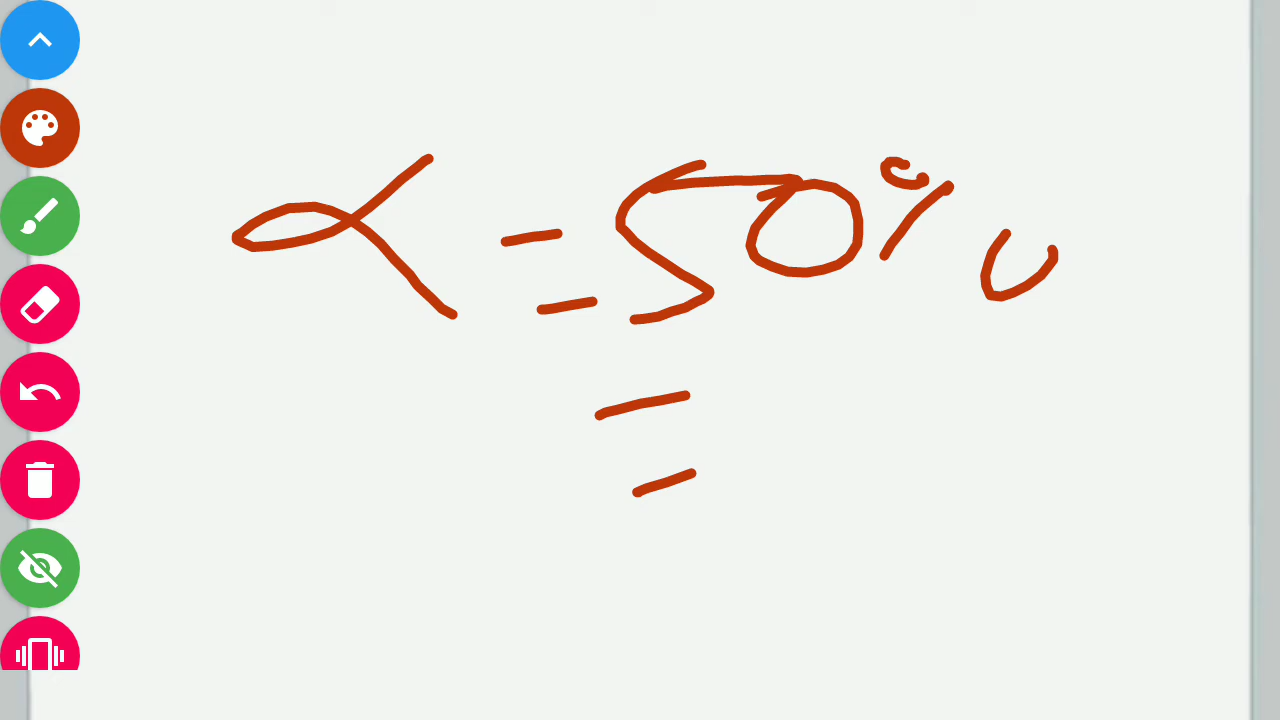 α = 50%
=